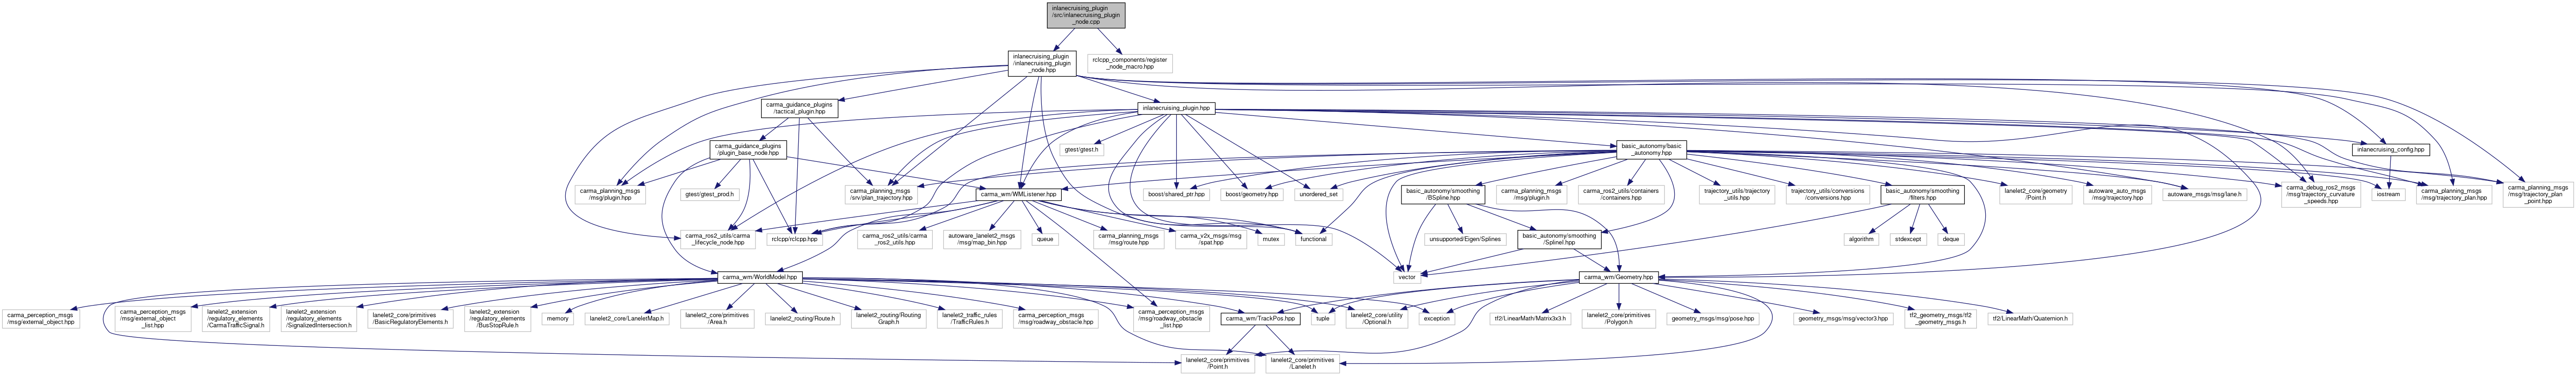 inlanecruising_plugin
/src/inlanecruising_plugin
_node.cpp
inlanecruising_plugin
/inlanecruising_plugin
_node.hpp
rclcpp_components/register
_node_macro.hpp
carma_guidance_plugins
/tactical_plugin.hpp
inlanecruising_plugin.hpp
carma_guidance_plugins
/plugin_base_node.hpp
gtest/gtest.h
basic_autonomy/basic
_autonomy.hpp
inlanecruising_config.hpp
carma_planning_msgs
/msg/plugin.hpp
gtest/gtest_prod.h
carma_planning_msgs
/srv/plan_trajectory.hpp
carma_wm/WMListener.hpp
boost/shared_ptr.hpp
boost/geometry.hpp
unordered_set
basic_autonomy/smoothing
/BSpline.hpp
carma_planning_msgs
/msg/plugin.h
carma_ros2_utils/containers
/containers.hpp
trajectory_utils/trajectory
_utils.hpp
trajectory_utils/conversions
/conversions.hpp
basic_autonomy/smoothing
/filters.hpp
lanelet2_core/geometry
/Point.h
autoware_auto_msgs
/msg/trajectory.hpp
autoware_msgs/msg/lane.h
carma_debug_ros2_msgs
/msg/trajectory_curvature
_speeds.hpp
iostream
carma_planning_msgs
/msg/trajectory_plan.hpp
carma_planning_msgs
/msg/trajectory_plan
_point.hpp
carma_ros2_utils/carma
_lifecycle_node.hpp
rclcpp/rclcpp.hpp
carma_ros2_utils/carma
_ros2_utils.hpp
autoware_lanelet2_msgs
/msg/map_bin.hpp
queue
carma_planning_msgs
/msg/route.hpp
carma_v2x_msgs/msg
/spat.hpp
mutex
functional
unsupported/Eigen/Splines
basic_autonomy/smoothing
/SplineI.hpp
algorithm
stdexcept
deque
carma_wm/WorldModel.hpp
vector
carma_wm/Geometry.hpp
carma_perception_msgs
/msg/external_object.hpp
carma_perception_msgs
/msg/external_object
_list.hpp
lanelet2_extension
/regulatory_elements
/CarmaTrafficSignal.h
lanelet2_extension
/regulatory_elements
/SignalizedIntersection.h
lanelet2_core/primitives
/BasicRegulatoryElements.h
lanelet2_extension
/regulatory_elements
/BusStopRule.h
memory
lanelet2_core/LaneletMap.h
lanelet2_core/primitives
/Area.h
lanelet2_routing/Route.h
lanelet2_routing/Routing
Graph.h
lanelet2_traffic_rules
/TrafficRules.h
carma_perception_msgs
/msg/roadway_obstacle.hpp
carma_perception_msgs
/msg/roadway_obstacle
_list.hpp
carma_wm/TrackPos.hpp
tuple
lanelet2_core/utility
/Optional.h
exception
tf2/LinearMath/Matrix3x3.h
lanelet2_core/primitives
/Polygon.h
geometry_msgs/msg/pose.hpp
geometry_msgs/msg/vector3.hpp
tf2_geometry_msgs/tf2
_geometry_msgs.h
tf2/LinearMath/Quaternion.h
lanelet2_core/primitives
/Point.h
lanelet2_core/primitives
/Lanelet.h